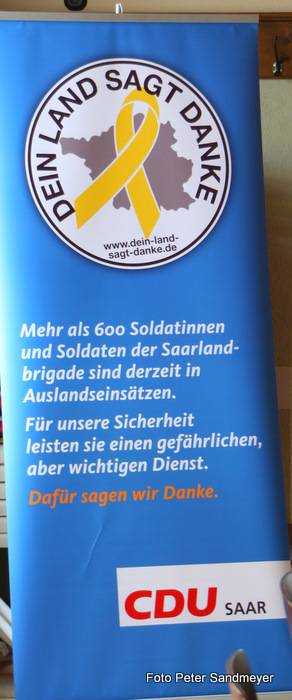 DEIN LAND SAGT DANKE
www.dein-land-
sagt-danke.de
Mehr als 600 Soldatinnen
und Soldaten der Saarland-
brigade sind derzeit in
Auslandseinsätzen.
Für unsere Sicherheit
leisten sie einen gefährlichen,
aber wichtigen Dienst.
Dafür sagen wir Danke.
CDU SAAR
Foto Peter Sandmeyer